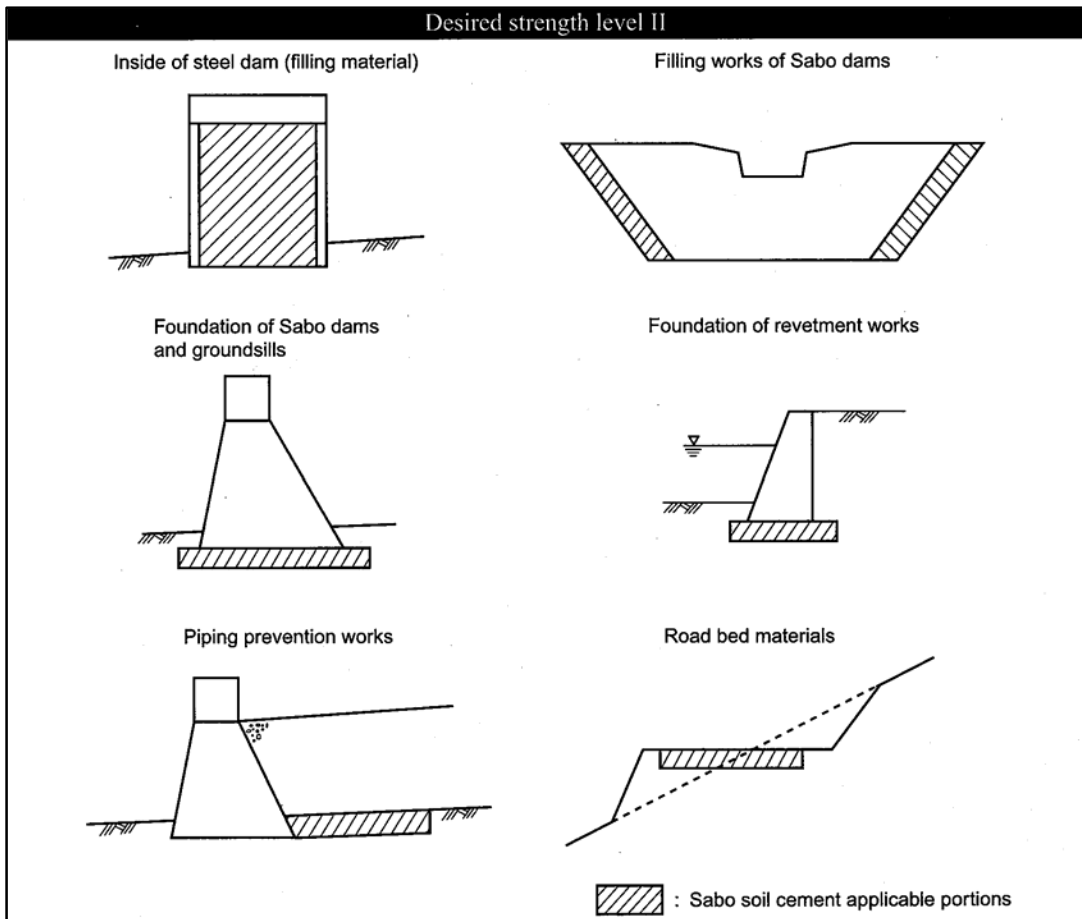 Desired strength level II
Inside of steel dam (filling material)
Filling works of Sabo dams
Foundation of Sabo dams
and groundsills
Foundation of revetment works
Piping prevention works
Road bed materials
: Sabo soil cement applicable portions